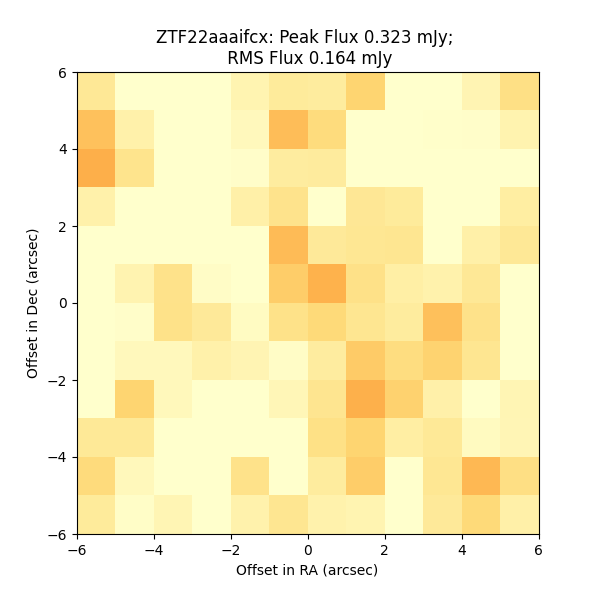 ZTF22aaaifcx: Peak Flux 0.323 mJy;
RMS Flux 0.164 mJy
6
4
2
0
−2
−4
−6
Offset in Dec (arcsec)
−6 −4 −2 0 2 4 6
Offset in RA (arcsec)